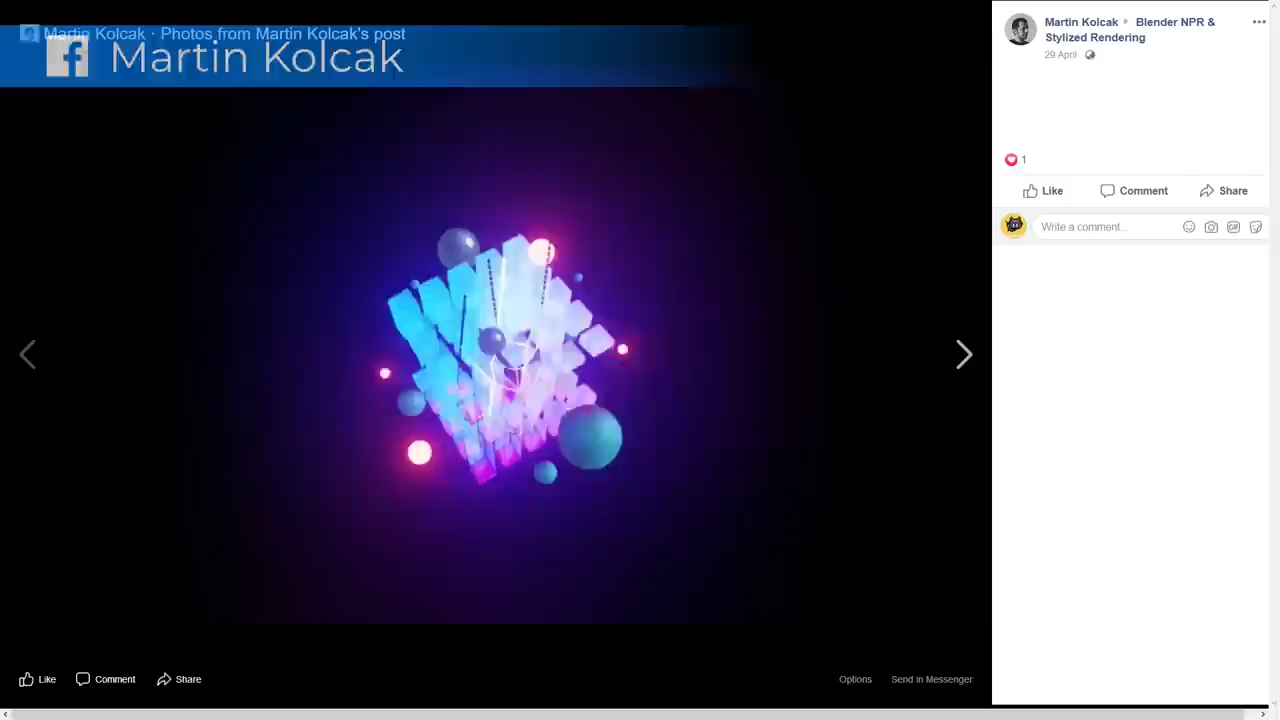 Martin Kolcak · Photos from Martin Kolcak's post
Martin Kolcak
Like Comment Share
Options Send in Messenger
Martin Kolcak ▸ Blender NPR &
Stylized Rendering
29 April
1
Like Comment Share
Write a comment...
GIF